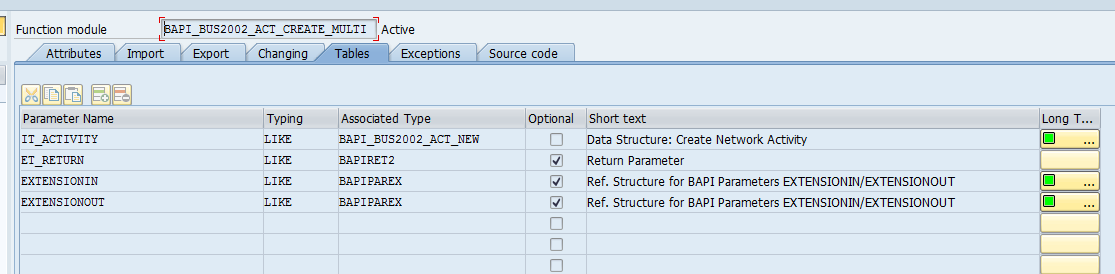 Function module BAPI_BUS2002_ACT_CREATE_MULTI Active
Attributes Import Export Changing Tables Exceptions Source code
Parameter Name Typing Associated Type Optional Short text Long T...
IT_ACTIVITY LIKE BAPI_BUS2002_ACT_NEW Data Structure: Create Network Activity ...
ET_RETURN LIKE BAPIRET2 Return Parameter
EXTENSIONIN LIKE BAPIPAREX Ref. Structure for BAPI Parameters EXTENSIONIN/EXTENSIONOUT ...
EXTENSIONOUT LIKE BAPIPAREX Ref. Structure for BAPI Parameters EXTENSIONIN/EXTENSIONOUT ...